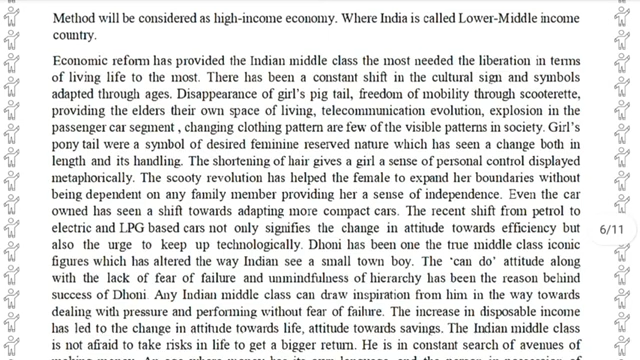 Method will be considered as high-income economy. Where India is called Lower-Middle income
country.
Economic reform has provided the Indian middle class the most needed the liberation in terms
of living life to the most. There has been a constant shift in the cultural sign and symbols
adapted through ages. Disappearance of girl's pig tail, freedom of mobility through scooterette,
providing the elders their own space of living, telecommunication evolution, explosion in the
passenger car segment , changing clothing pattern are few of the visible patterns in society. Girl's
pony tail were a symbol of desired feminine reserved nature which has seen a change both in
length and its handling. The shortening of hair gives a girl a sense of personal control displayed
metaphorically. The scooty revolution has helped the female to expand her boundaries without
being dependent on any family member providing her a sense of independence. Even the car
owned has seen a shift towards adapting more compact cars. The recent shift from petrol to
electric and LPG based cars not only signifies the change in attitude towards efficiency but
also the urge to keep up technologically. Dhoni has been one the true middle class iconic
figures which has altered the way Indian see a small town boy. The 'can do' attitude along
with the lack of fear of failure and unmindfulness of hierarchy has been the reason behind
success of Dhoni. Any Indian middle class can draw inspiration from him in the way towards
dealing with pressure and performing without fear of failure. The increase in disposable income
has led to the change in attitude towards life, attitude towards savings. The Indian middle class
is not afraid to take risks in life to get a bigger return. He is in constant search of avenues of
6/11